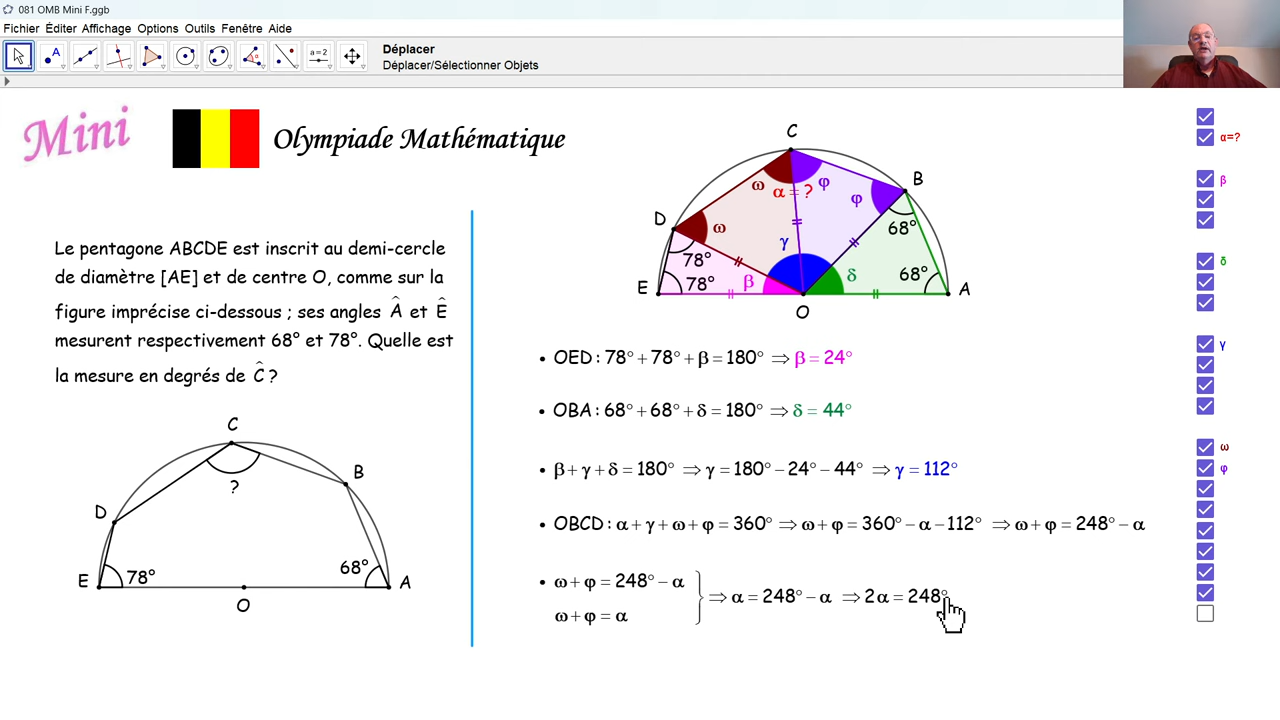 081 OMB Mini F.ggb
Fichier Éditer Affichage Options Outils Fenêtre Aide
A
a=2
Déplacer
Déplacer/Sélectionner Objets
Mini
Olympiade Mathématique
Le pentagone ABCDE est inscrit au demi-cercle
de diamètre [AE] et de centre O, comme sur la
figure imprécise ci-dessous ; ses angles Â et Ê
mesurent respectivement 68° et 78°. Quelle est
la mesure en degrés de Ĉ ?
C
B
?
D
E
78°
68°
A
O
C
ω
φ
α = ?
φ
B
D
ω
γ
68°
78°
E
78°
β
δ
68°
A
O
• OED : 78° + 78° + β = 180° ⇒ β = 24°
• OBA : 68° + 68° + δ = 180° ⇒ δ = 44°
• β + γ + δ = 180° ⇒ γ = 180° − 24° − 44° ⇒ γ = 112°
• OBCD : α + γ + ω + φ = 360° ⇒ ω + φ = 360° − α − 112° ⇒ ω + φ = 248° − α
• ω + φ = 248° − α
ω + φ = α
⇒ α = 248° − α ⇒ 2α = 248°
α=?
β
δ
γ
ω
φ